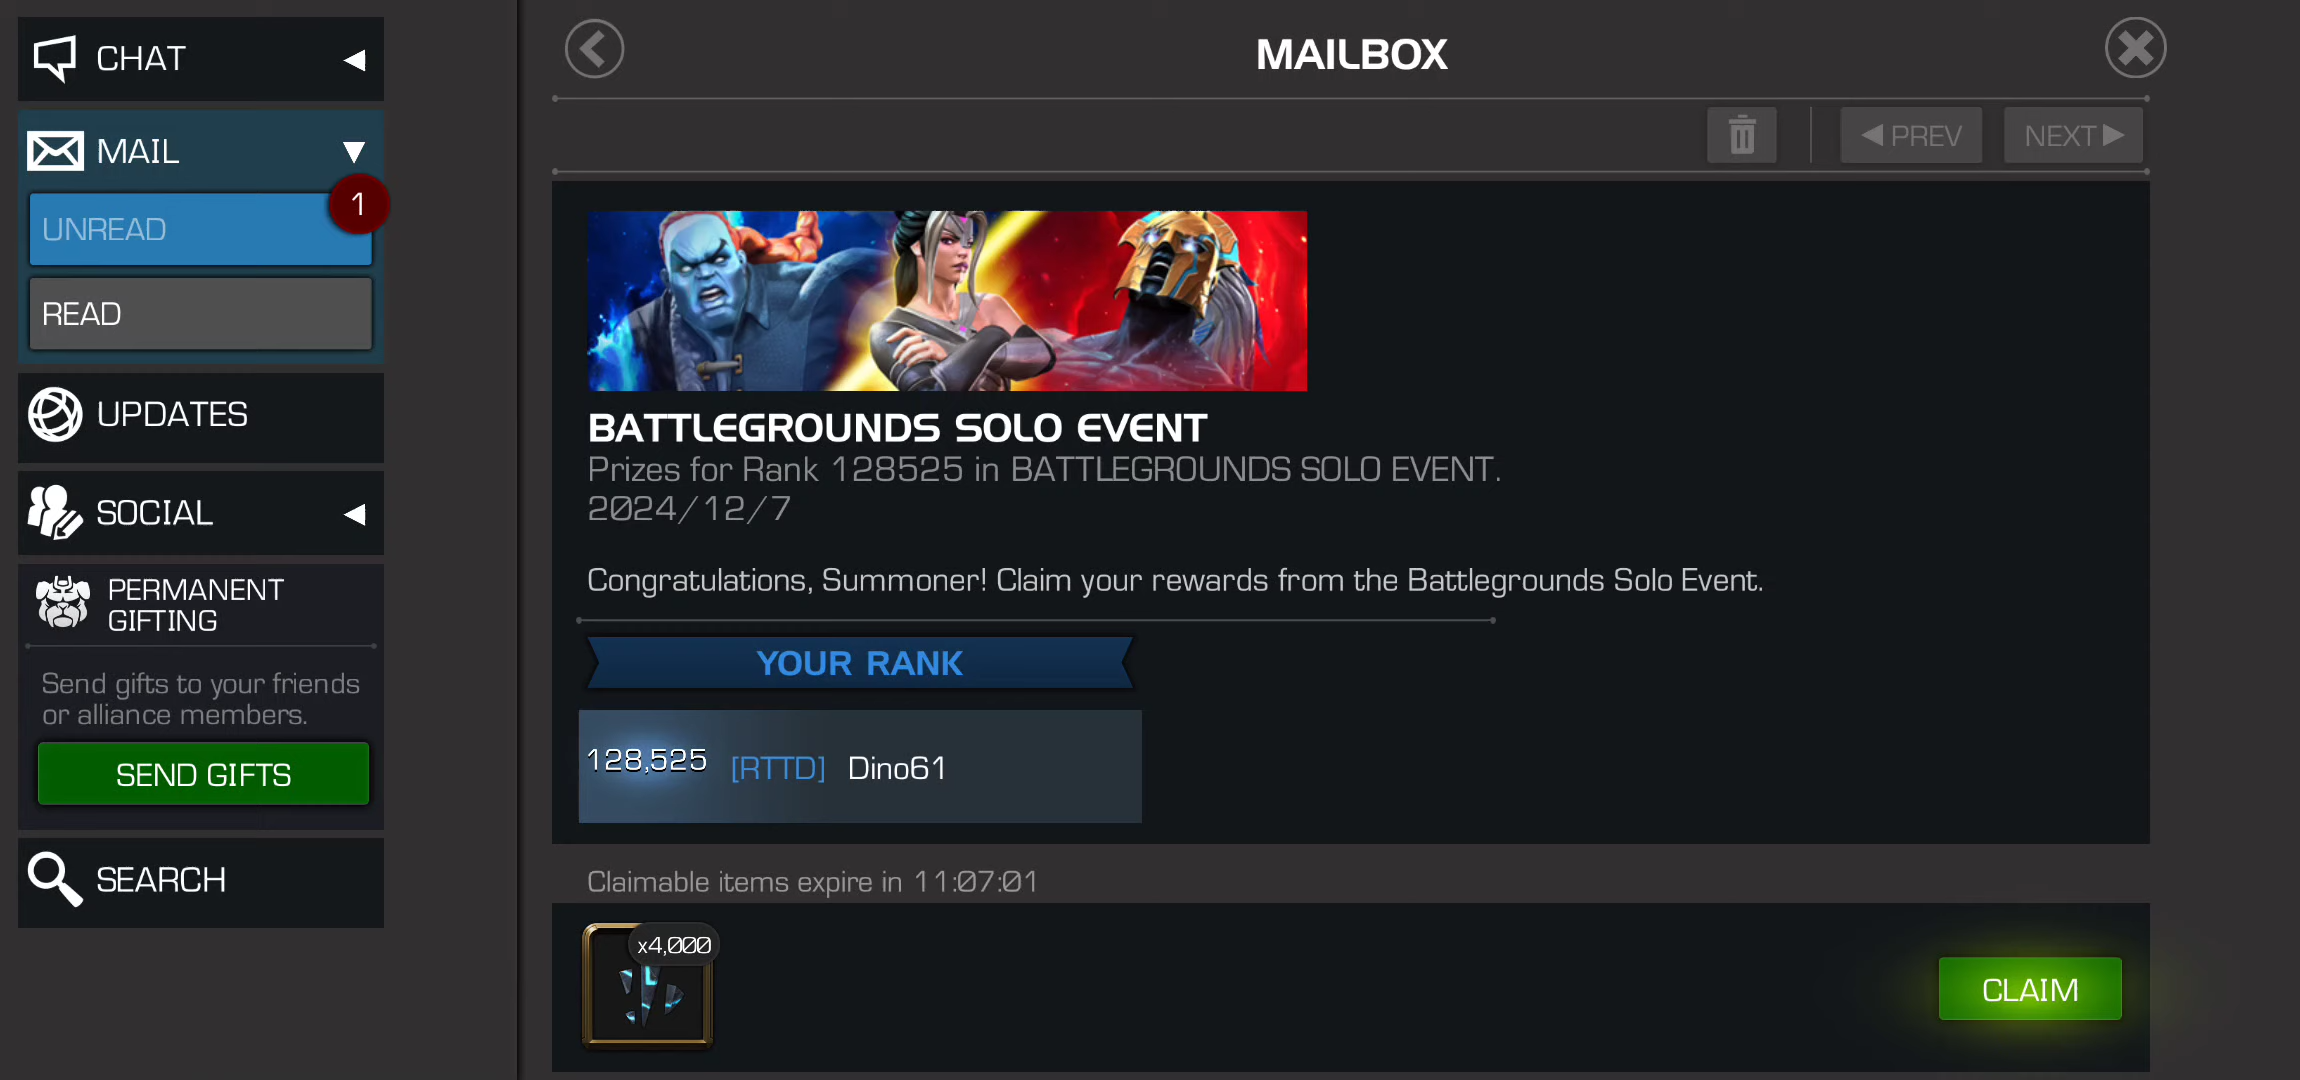 CHAT
MAIL
1
UNREAD
READ
UPDATES
SOCIAL
PERMANENT
GIFTING
Send gifts to your friends
or alliance members.
SEND GIFTS
SEARCH
MAILBOX
PREV
NEXT
BATTLEGROUNDS SOLO EVENT
Prizes for Rank 128525 in BATTLEGROUNDS SOLO EVENT.
2024/12/7
Congratulations, Summoner! Claim your rewards from the Battlegrounds Solo Event.
YOUR RANK
128,525 [RTTD] Dino61
Claimable items expire in 11:07:01
x4,000
CLAIM